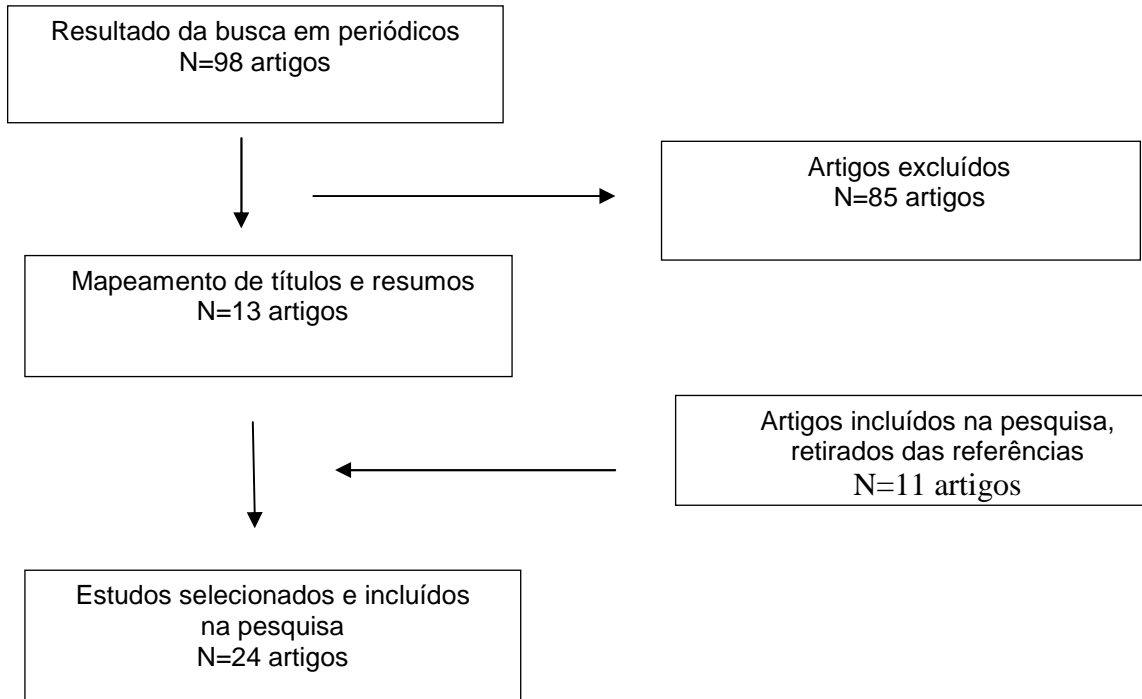 Resultado da busca em periódicos
N=98 artigos
Artigos excluídos
N=85 artigos
Mapeamento de títulos e resumos
N=13 artigos
Artigos incluídos na pesquisa,
retirados das referências
N=11 artigos
Estudos selecionados e incluídos
na pesquisa
N=24 artigos